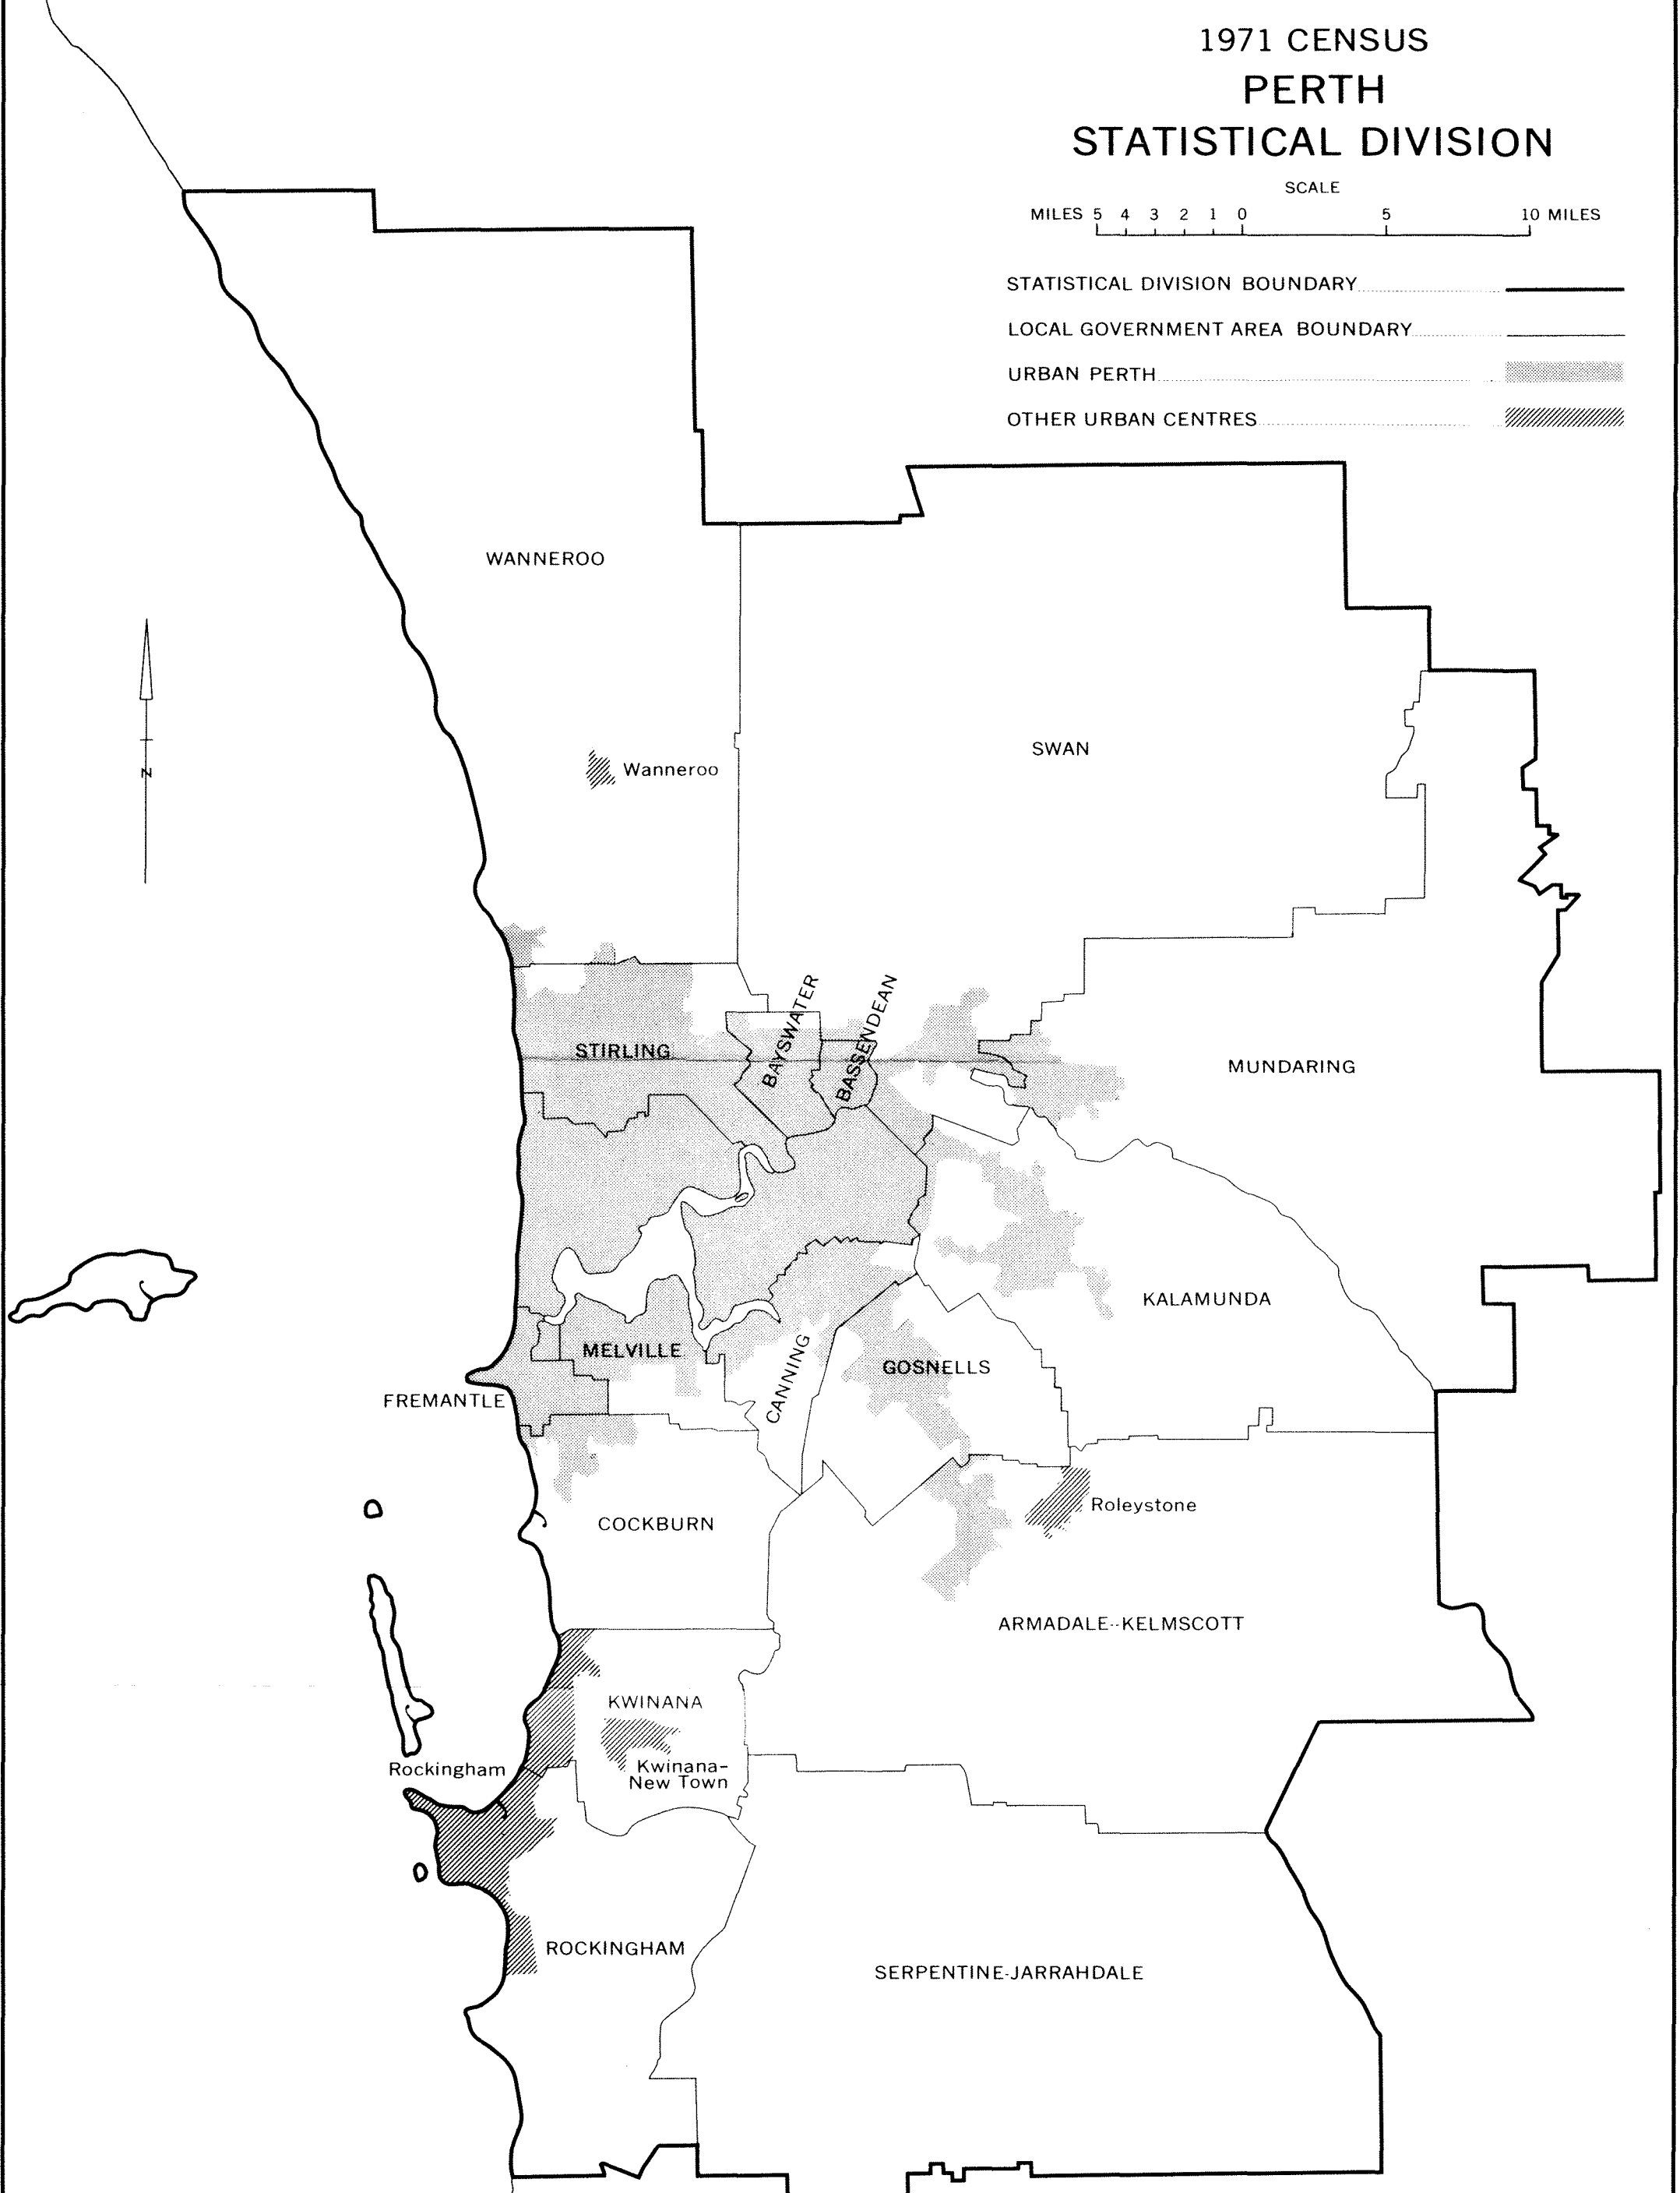 1971 CENSUS
PERTH
STATISTICAL DIVISION
SCALE
MILES 5 4 3 2 1 0 5 10 MILES
STATISTICAL DIVISION BOUNDARY
LOCAL GOVERNMENT AREA BOUNDARY
URBAN PERTH
OTHER URBAN CENTRES
WANNEROO
N
Wanneroo
SWAN
STIRLING
BAYSWATER
BASSENDEAN
MUNDARING
KALAMUNDA
MELVILLE
CANNING
GOSNELLS
FREMANTLE
COCKBURN
Roleystone
ARMADALE--KELMSCOTT
KWINANA
Rockingham
Kwinana-
New Town
ROCKINGHAM
SERPENTINE-JARRAHDALE